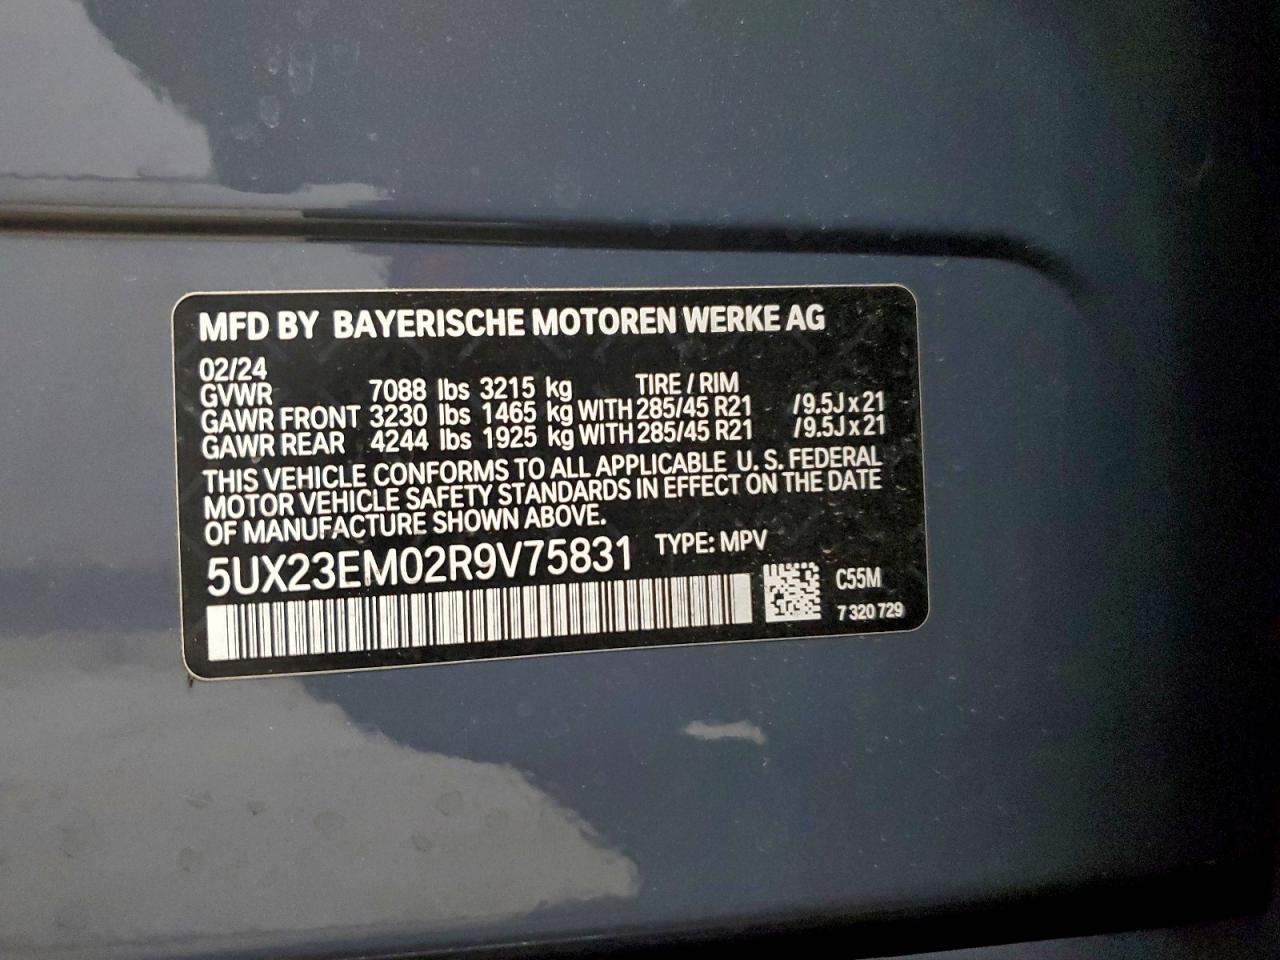 MFD BY BAYERISCHE MOTOREN WERKE AG
02/24
GVWR 7088 lbs 3215 kg TIRE / RIM
GAWR FRONT 3230 lbs 1465 kg WITH 285/45 R21 /9.5J x 21
GAWR REAR 4244 lbs 1925 kg WITH 285/45 R21 /9.5J x 21
THIS VEHICLE CONFORMS TO ALL APPLICABLE U. S. FEDERAL
MOTOR VEHICLE SAFETY STANDARDS IN EFFECT ON THE DATE
OF MANUFACTURE SHOWN ABOVE.
5UX23EM02R9V75831 TYPE: MPV
C55M
7 320 729